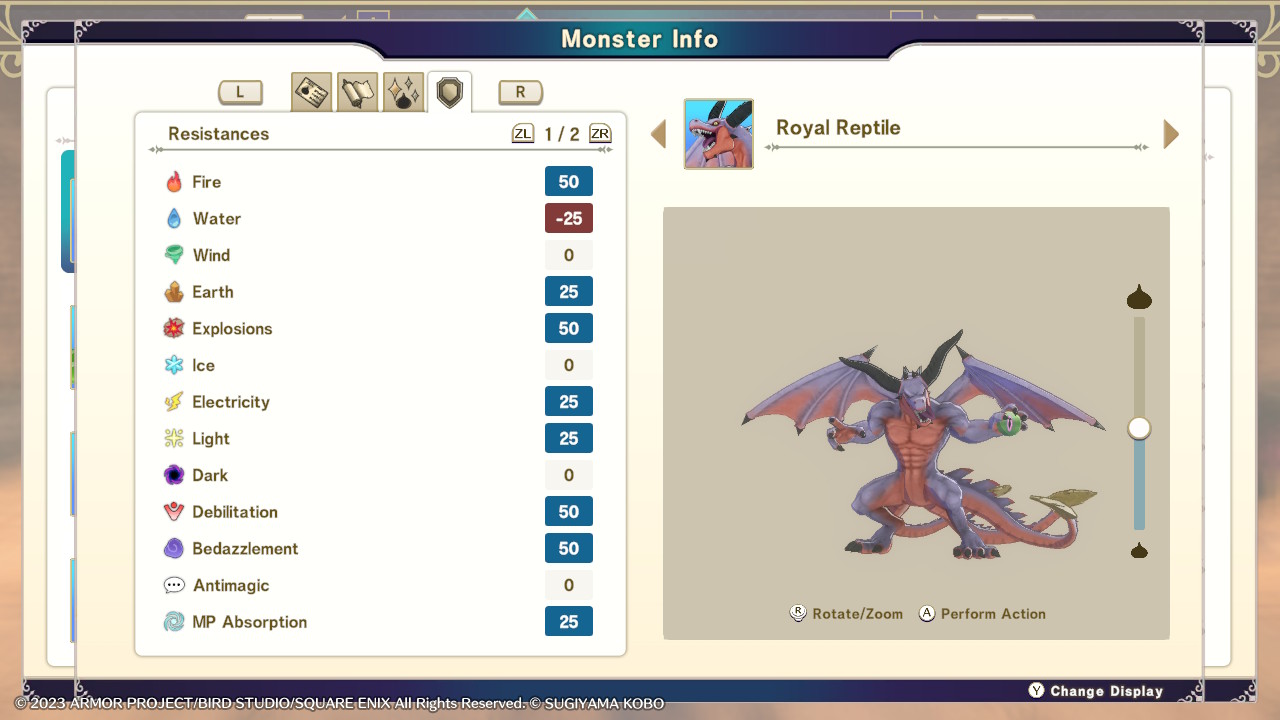 Monster Info
L
R
Resistances
ZL 1 / 2 ZR
Fire 50
Water -25
Wind 0
Earth 25
Explosions 50
Ice 0
Electricity 25
Light 25
Dark 0
Debilitation 50
Bedazzlement 50
Antimagic 0
MP Absorption 25
Royal Reptile
R Rotate/Zoom A Perform Action
Y Change Display
© 2023 ARMOR PROJECT/BIRD STUDIO/SQUARE ENIX All Rights Reserved. © SUGIYAMA KOBO